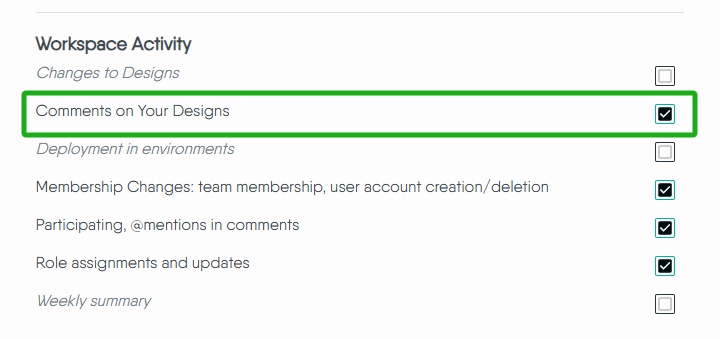 Workspace Activity
Changes to Designs
Comments on Your Designs
Deployment in environments
Membership Changes: team membership, user account creation/deletion
Participating, @mentions in comments
Role assignments and updates
Weekly summary